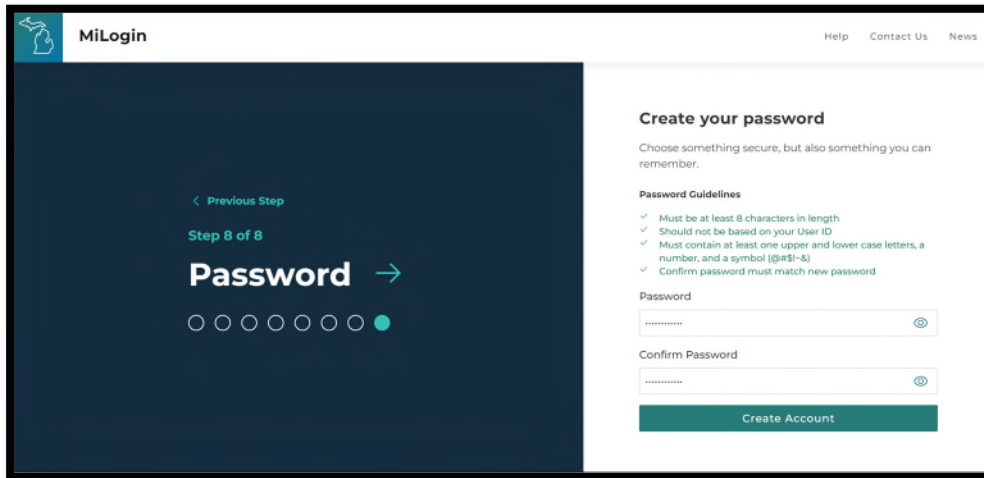 MiLogin
Help Contact Us News
Previous Step
Step 8 of 8
Password
Create your password
Choose something secure, but also something you can
remember.
Password Guidelines
Must be at least 8 characters in length
Should not be based on your User ID
Must contain at least one upper and lower case letters, a
number, and a symbol (@#$!~&)
Confirm password must match new password
Password
Confirm Password
Create Account